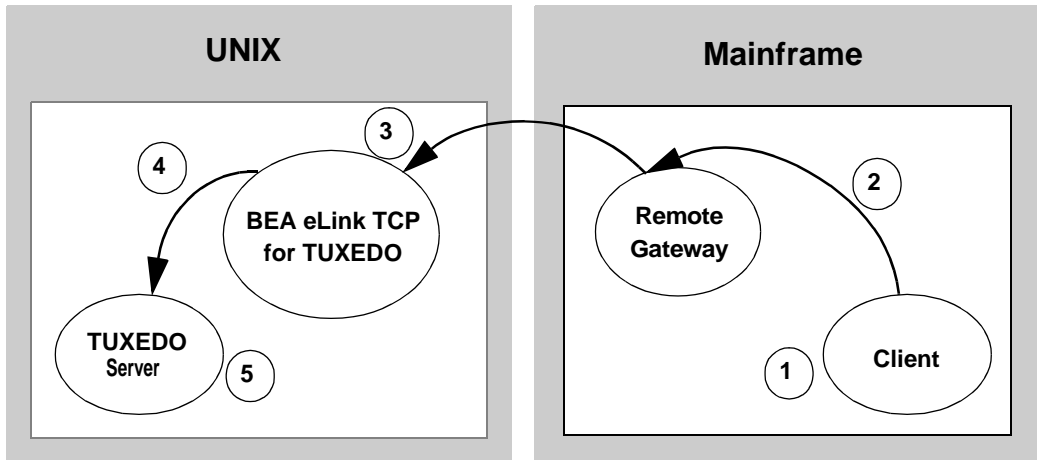 UNIX
3
4
BEA eLink TCP
for TUXEDO
TUXEDO
Server
5
Mainframe
2
Remote
Gateway
1
Client